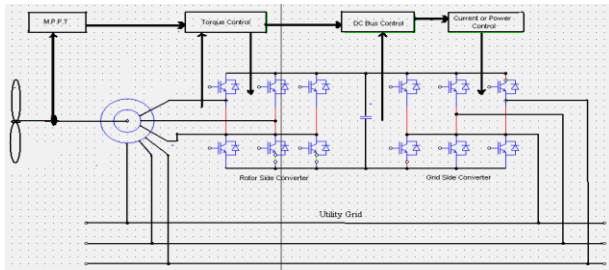 M.P.P.T
Torque Control
DC Bus Control
Current or Power
Control
Rotor Side Converter
Grid Side Converter
Utility Grid